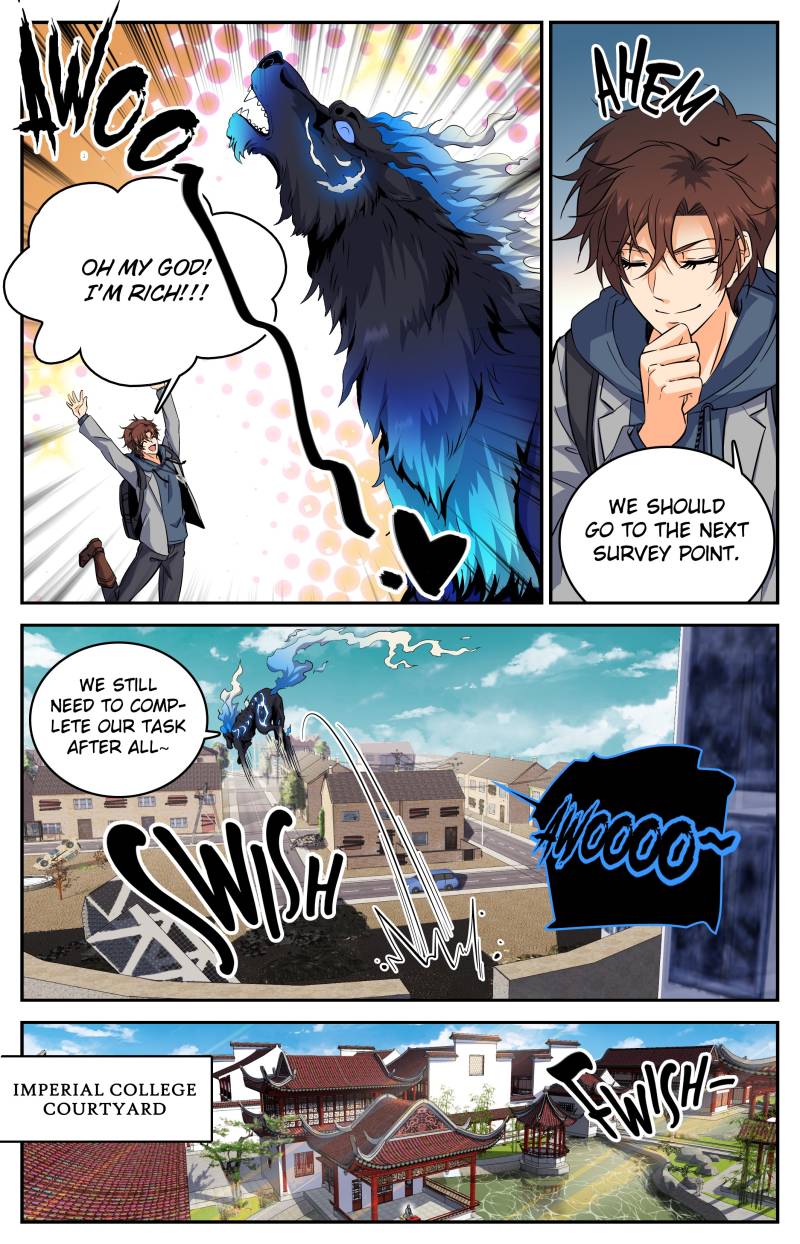 AWOO
OH MY GOD!
I'M RICH!!!
AHEM
WE SHOULD
GO TO THE NEXT
SURVEY POINT.
WE STILL
NEED TO COMP-
LETE OUR TASK
AFTER ALL~
SWISH
AWOOOO~
IMPERIAL COLLEGE
COURTYARD
FWISH-